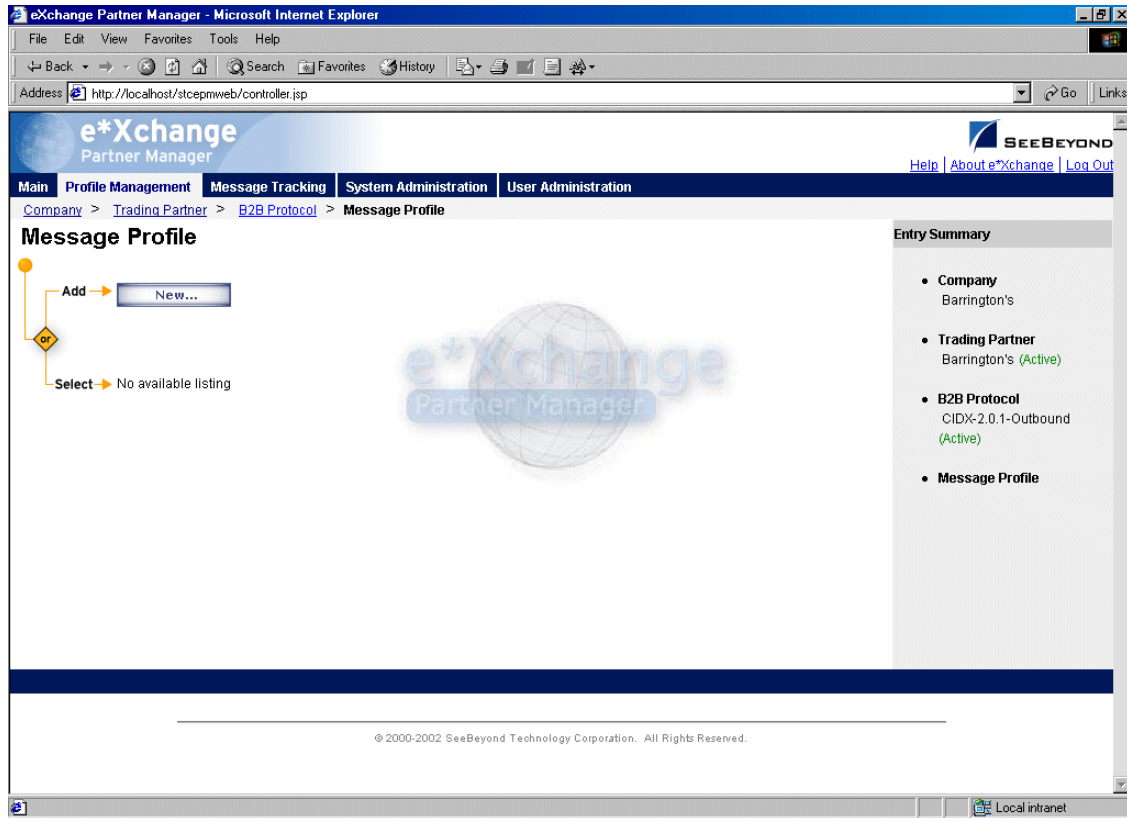 eXchange Partner Manager - Microsoft Internet Explorer
File Edit View Favorites Tools Help
Back Search Favorites History
Address http://localhost/stcepmweb/controller.jsp Go Links
e*Xchange
Partner Manager
SEEBEYOND
Help | About e*Xchange | Log Out
Main Profile Management Message Tracking System Administration User Administration
Company > Trading Partner > B2B Protocol > Message Profile
Message Profile
Add New...
or
Select No available listing
e*Xchange
Partner Manager
Entry Summary
• Company
Barrington's
• Trading Partner
Barrington's (Active)
• B2B Protocol
CIDX-2.0.1-Outbound
(Active)
• Message Profile
© 2000-2002 SeeBeyond Technology Corporation. All Rights Reserved.
Local intranet